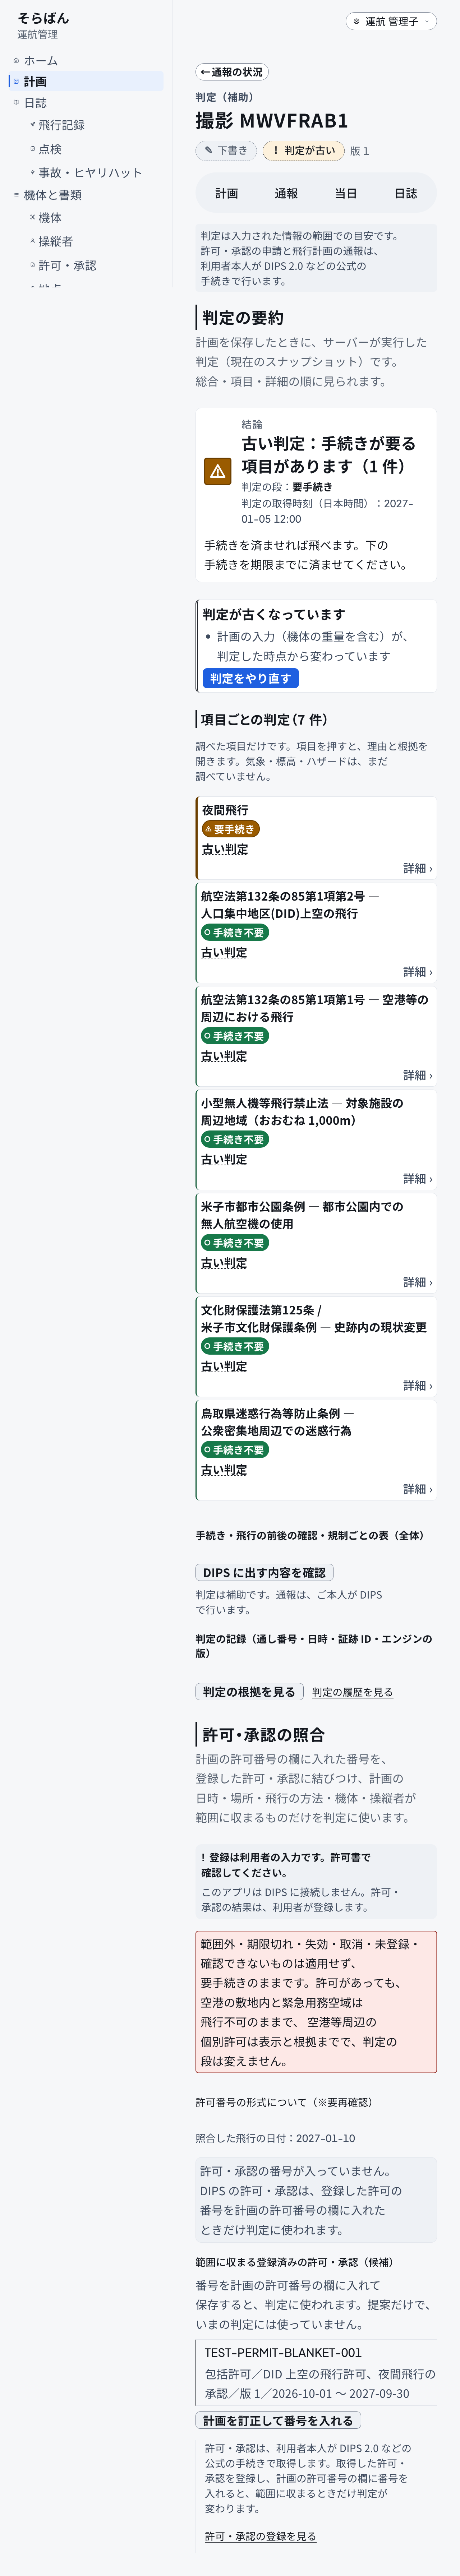 そらばん
運航管理
ホーム
計画
日誌
飛行記録
点検
事故・ヒヤリハット
機体と書類
機体
操縦者
許可・承認
運航 管理子
← 通報の状況
判定（補助）
撮影 MWVFRAB1
✎ 下書き
! 判定が古い
版 1
計画
通報
当日
日誌
判定は入力された情報の範囲での目安です。
許可・承認の申請と飛行計画の通報は、
利用者本人が DIPS 2.0 などの公式の
手続きで行います。
判定の要約
計画を保存したときに、サーバーが実行した
判定（現在のスナップショット）です。
総合・項目・詳細の順に見られます。
結論
古い判定：手続きが要る
項目があります（1 件）
判定の段：要手続き
判定の取得時刻（日本時間）：2027-
01-05 12:00
手続きを済ませれば飛べます。下の
手続きを期限までに済ませてください。
判定が古くなっています
• 計画の入力（機体の重量を含む）が、
判定した時点から変わっています
判定をやり直す
項目ごとの判定（7 件）
調べた項目だけです。項目を押すと、理由と根拠を
開きます。気象・標高・ハザードは、まだ
調べていません。
夜間飛行
要手続き
古い判定
詳細 ›
航空法第132条の85第1項第2号 —
人口集中地区(DID)上空の飛行
手続き不要
古い判定
詳細 ›
航空法第132条の85第1項第1号 — 空港等の
周辺における飛行
手続き不要
古い判定
詳細 ›
小型無人機等飛行禁止法 — 対象施設の
周辺地域（おおむね 1,000m）
手続き不要
古い判定
詳細 ›
米子市都市公園条例 — 都市公園内での
無人航空機の使用
手続き不要
古い判定
詳細 ›
文化財保護法第125条 /
米子市文化財保護条例 — 史跡内の現状変更
手続き不要
古い判定
詳細 ›
鳥取県迷惑行為等防止条例 —
公衆密集地周辺での迷惑行為
手続き不要
古い判定
詳細 ›
手続き・飛行の前後の確認・規制ごとの表（全体）
DIPS に出す内容を確認
判定は補助です。通報は、ご本人が DIPS
で行います。
判定の記録（通し番号・日時・証跡 ID・エンジンの
版）
判定の根拠を見る
判定の履歴を見る
許可・承認の照合
計画の許可番号の欄に入れた番号を、
登録した許可・承認に結びつけ、計画の
日時・場所・飛行の方法・機体・操縦者が
範囲に収まるものだけを判定に使います。
! 登録は利用者の入力です。許可書で
確認してください。
このアプリは DIPS に接続しません。許可・
承認の結果は、利用者が登録します。
範囲外・期限切れ・失効・取消・未登録・
確認できないものは適用せず、
要手続きのままです。許可があっても、
空港の敷地内と緊急用務空域は
飛行不可のままで、 空港等周辺の
個別許可は表示と根拠までで、判定の
段は変えません。
許可番号の形式について（※要再確認）
照合した飛行の日付：2027-01-10
許可・承認の番号が入っていません。
DIPS の許可・承認は、登録した許可の
番号を計画の許可番号の欄に入れた
ときだけ判定に使われます。
範囲に収まる登録済みの許可・承認（候補）
番号を計画の許可番号の欄に入れて
保存すると、判定に使われます。提案だけで、
いまの判定には使っていません。
TEST-PERMIT-BLANKET-001
包括許可／DID 上空の飛行許可、夜間飛行の
承認／版 1／2026-10-01 〜 2027-09-30
計画を訂正して番号を入れる
許可・承認は、利用者本人が DIPS 2.0 などの
公式の手続きで取得します。取得した許可・
承認を登録し、計画の許可番号の欄に番号を
入れると、範囲に収まるときだけ判定が
変わります。
許可・承認の登録を見る